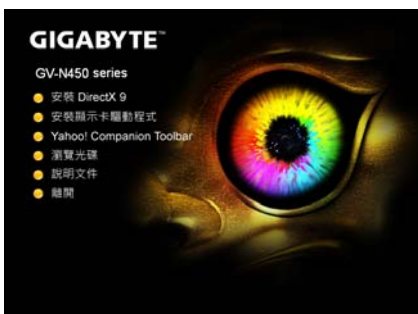 GIGABYTE™
GV-N450 series
安裝 DirectX 9
安裝顯示卡驅動程式
Yahoo! Companion Toolbar
瀏覽光碟
說明文件
離開